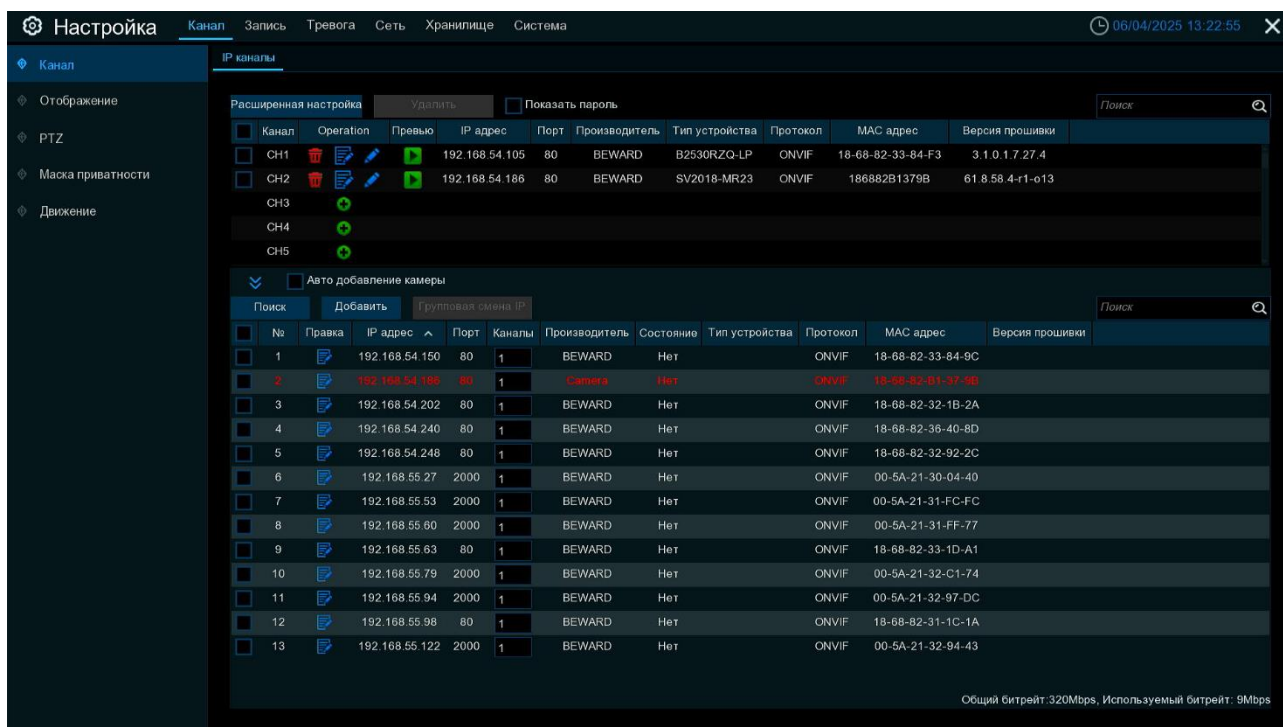 Настройка Канал Запись Тревога Сеть Хранилище Система 06/04/2025 13:22:55
Канал
Отображение
PTZ
Маска приватности
Движение
IP каналы
Расширенная настройка Удалить Показать пароль Поиск
Канал Operation Превью IP адрес Порт Производитель Тип устройства Протокол MAC адрес Версия прошивки
CH1 192.168.54.105 80 BEWARD B2530RZQ-LP ONVIF 18-68-82-33-84-F3 3.1.0.1.7.27.4
CH2 192.168.54.186 80 BEWARD SV2018-MR23 ONVIF 186882B1379B 61.8.58.4-r1-o13
CH3
CH4
CH5
Авто добавление камеры
Поиск Добавить Групповая смена IP Поиск
№ Правка IP адрес Порт Каналы Производитель Состояние Тип устройства Протокол MAC адрес Версия прошивки
1 192.168.54.150 80 1 BEWARD Нет ONVIF 18-68-82-33-84-9C
2 192.168.54.186 80 1 Camera Нет ONVIF 18-68-82-B1-37-9B
3 192.168.54.202 80 1 BEWARD Нет ONVIF 18-68-82-32-1B-2A
4 192.168.54.240 80 1 BEWARD Нет ONVIF 18-68-82-36-40-8D
5 192.168.54.248 80 1 BEWARD Нет ONVIF 18-68-82-32-92-2C
6 192.168.55.27 2000 1 BEWARD Нет ONVIF 00-5A-21-30-04-40
7 192.168.55.53 2000 1 BEWARD Нет ONVIF 00-5A-21-31-FC-FC
8 192.168.55.60 2000 1 BEWARD Нет ONVIF 00-5A-21-31-FF-77
9 192.168.55.63 80 1 BEWARD Нет ONVIF 18-68-82-33-1D-A1
10 192.168.55.79 2000 1 BEWARD Нет ONVIF 00-5A-21-32-C1-74
11 192.168.55.94 2000 1 BEWARD Нет ONVIF 00-5A-21-32-97-DC
12 192.168.55.98 80 1 BEWARD Нет ONVIF 18-68-82-31-1C-1A
13 192.168.55.122 2000 1 BEWARD Нет ONVIF 00-5A-21-32-94-43
Общий битрейт:320Mbps, Используемый битрейт: 9Mbps